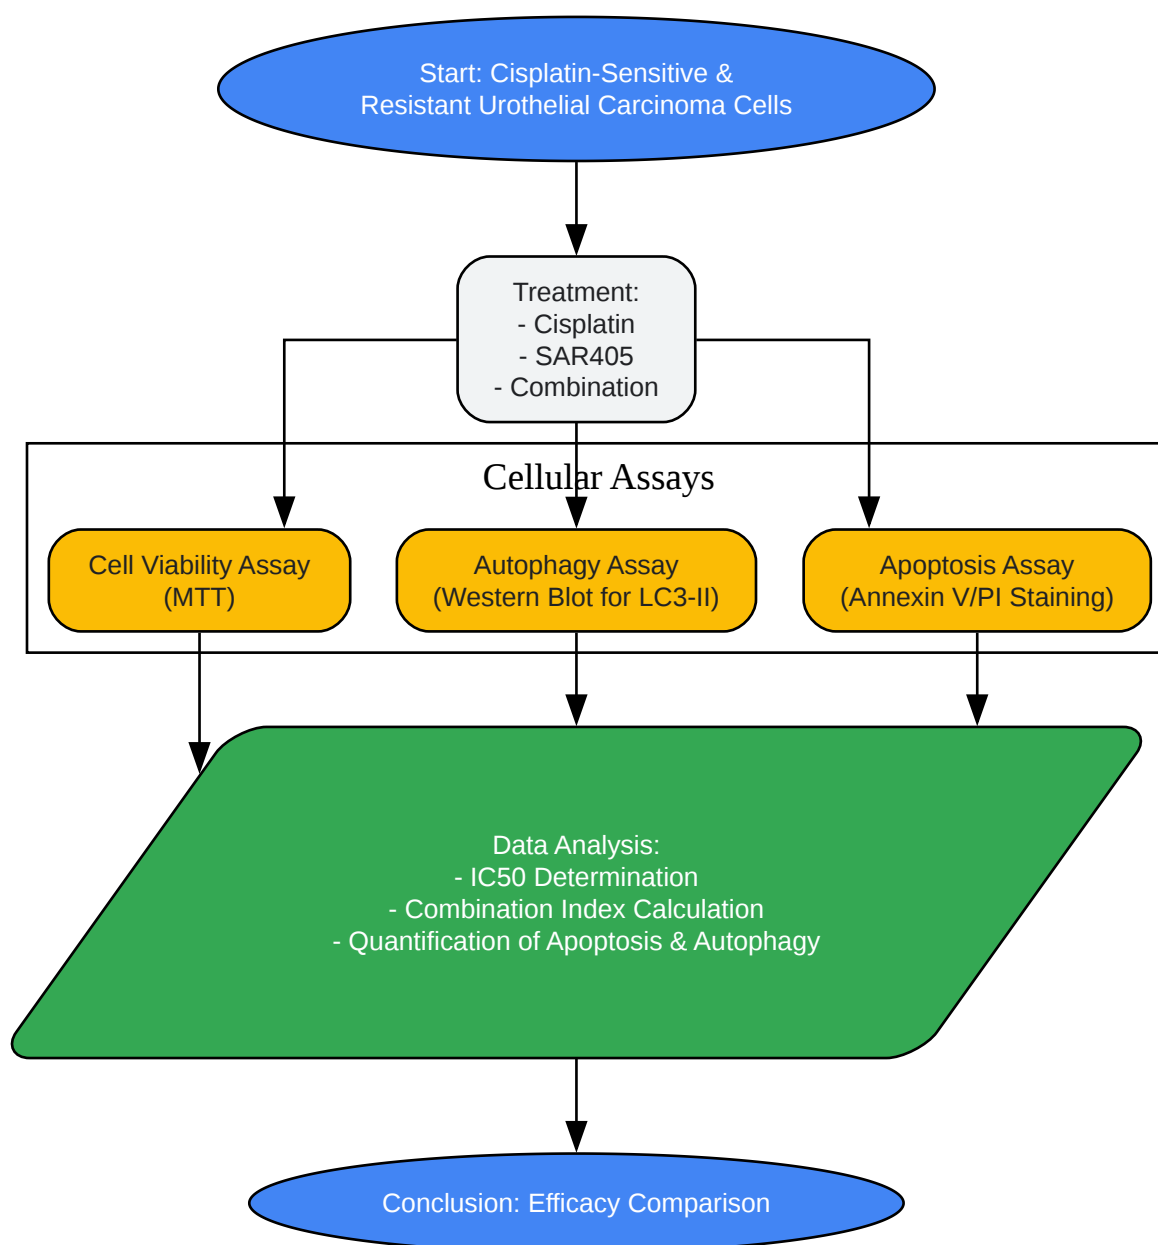 Start: Cisplatin-Sensitive &
Resistant Urothelial Carcinoma Cells
Treatment:
- Cisplatin
- SAR405
- Combination
Cellular Assays
Cell Viability Assay
(MTT)
Autophagy Assay
(Western Blot for LC3-II)
Apoptosis Assay
(Annexin V/PI Staining)
Data Analysis:
- IC50 Determination
- Combination Index Calculation
- Quantification of Apoptosis & Autophagy
Conclusion: Efficacy Comparison